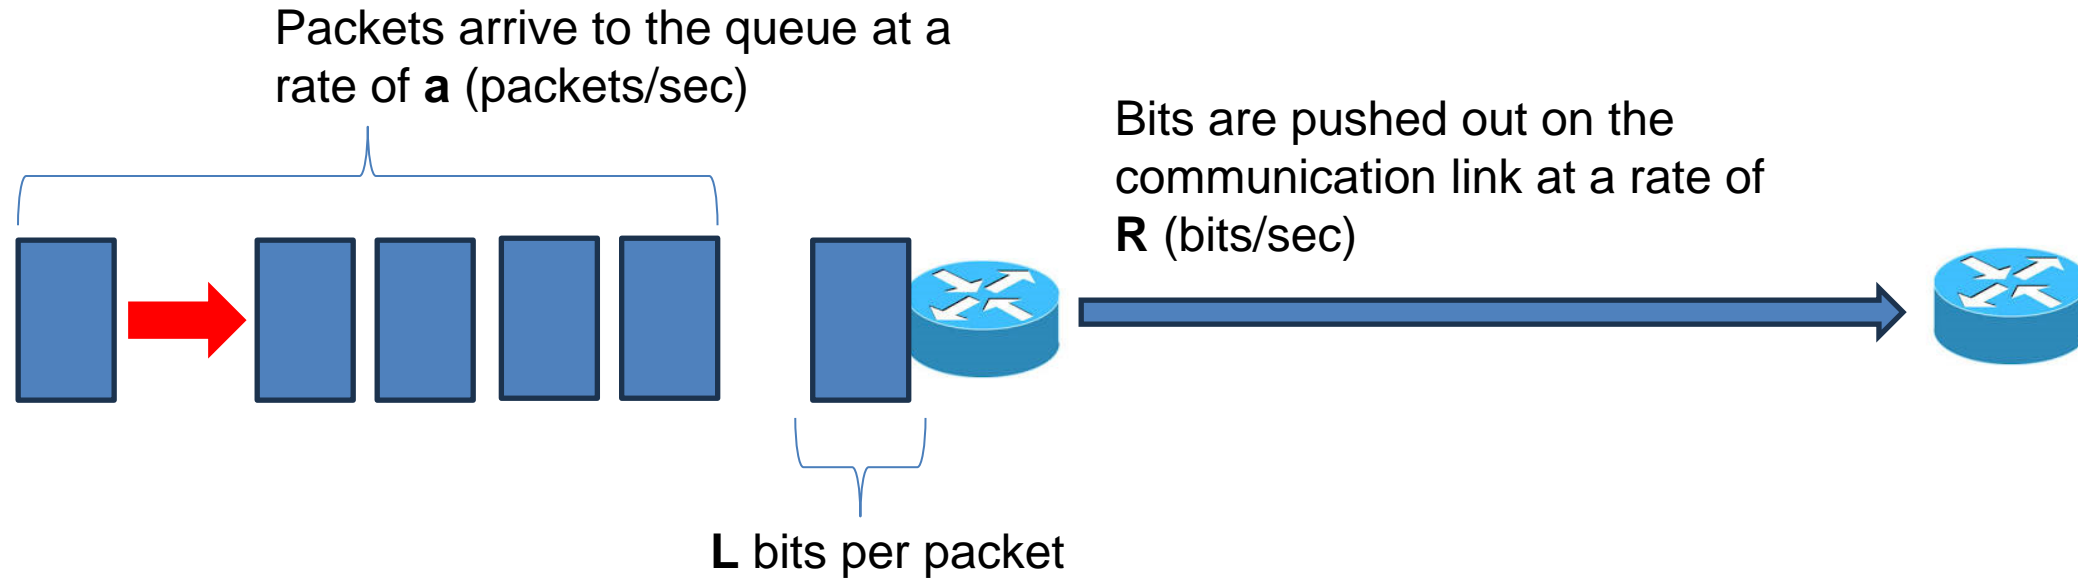 Packets arrive to the queue at a
rate of a (packets/sec)
Bits are pushed out on the
communication link at a rate of
R (bits/sec)
L bits per packet